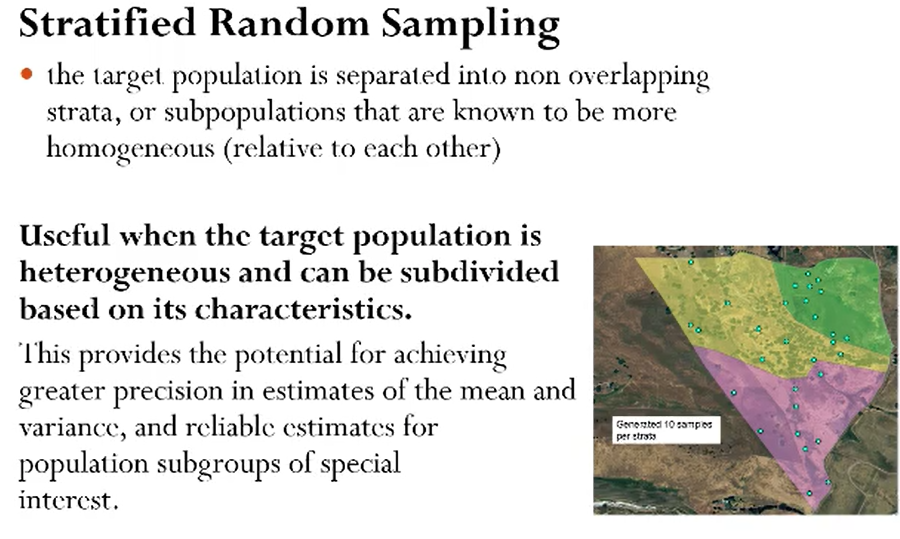 Stratified Random Sampling
• the target population is separated into non overlapping
strata, or subpopulations that are known to be more
homogeneous (relative to each other)
Useful when the target population is
heterogeneous and can be subdivided
based on its characteristics.
This provides the potential for achieving
greater precision in estimates of the mean and
variance, and reliable estimates for
population subgroups of special
interest.
Generated 10 samples
per strata